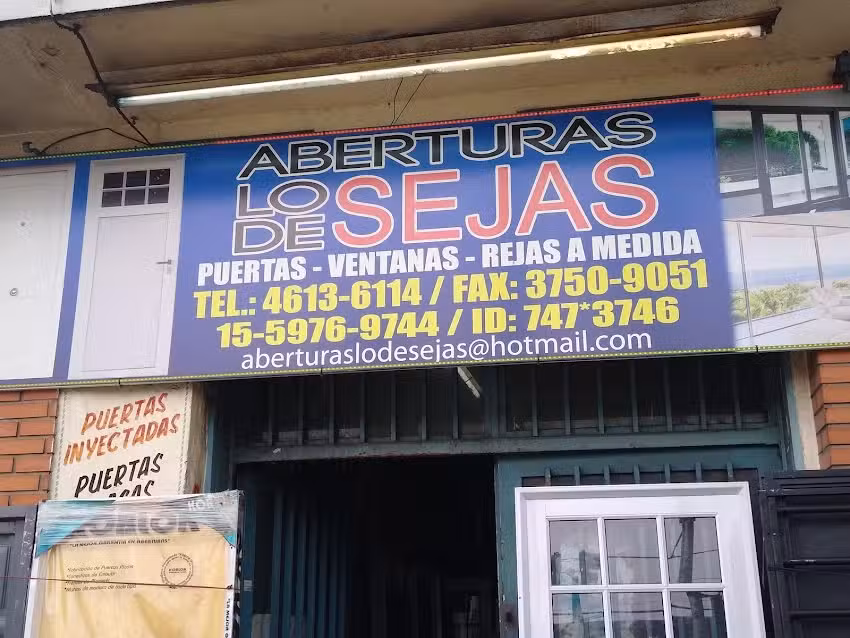 ABERTURAS
LO DE SEJAS
PUERTAS - VENTANAS - REJAS A MEDIDA
TEL.: 4613-6114 / FAX: 3750-9051
15-5976-9744 / ID: 747*3746
aberturaslodesejas@hotmail.com
PUERTAS
INYECTADAS
PUERTAS